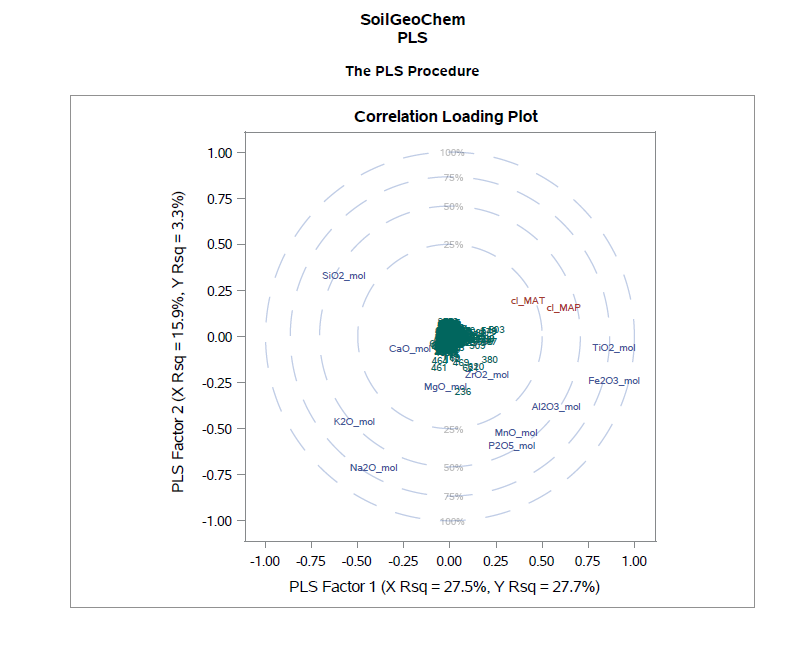 SoilGeoChem
PLS
The PLS Procedure
Correlation Loading Plot
PLS Factor 2 (X Rsq = 15.9%, Y Rsq = 3.3%)
1.00
0.75
0.50
0.25
0.00
-0.25
-0.50
-0.75
-1.00
100%
75%
50%
25%
SiO2_mol
cl_MAT
cl_MAP
503
CaO_mol
TiO2_mol
380
461
469
ZrO2_mol
Fe2O3_mol
MgO_mol
236
Al2O3_mol
K2O_mol
25%
MnO_mol
P2O5_mol
Na2O_mol
50%
75%
100%
-1.00 -0.75 -0.50 -0.25 0.00 0.25 0.50 0.75 1.00
PLS Factor 1 (X Rsq = 27.5%, Y Rsq = 27.7%)